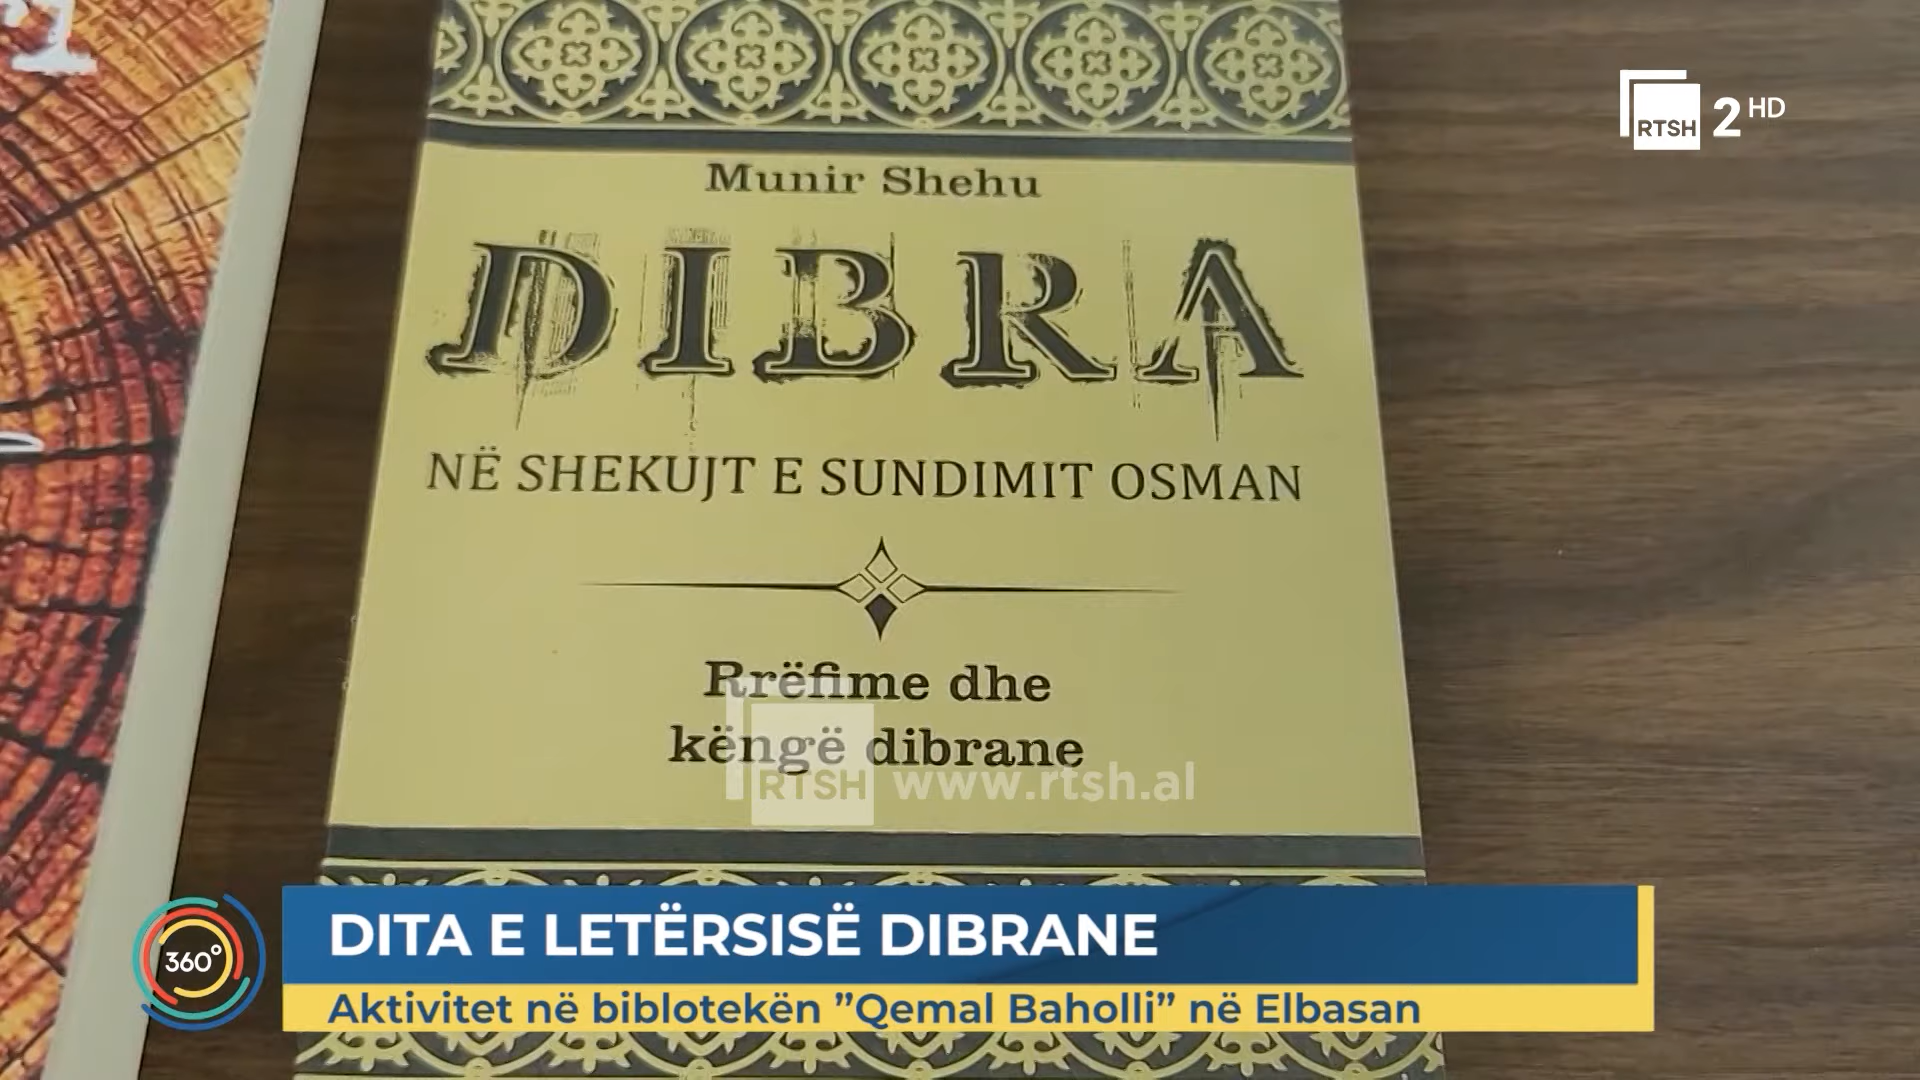 RTSH 2 HD
Munir Shehu
DIBRA
NË SHEKUJT E SUNDIMIT OSMAN
Rrëfime dhe
këngë dibrane
RTSH www.rtsh.al
360°
DITA E LETËRSISË DIBRANE
Aktivitet në biblotekën ”Qemal Baholli” në Elbasan